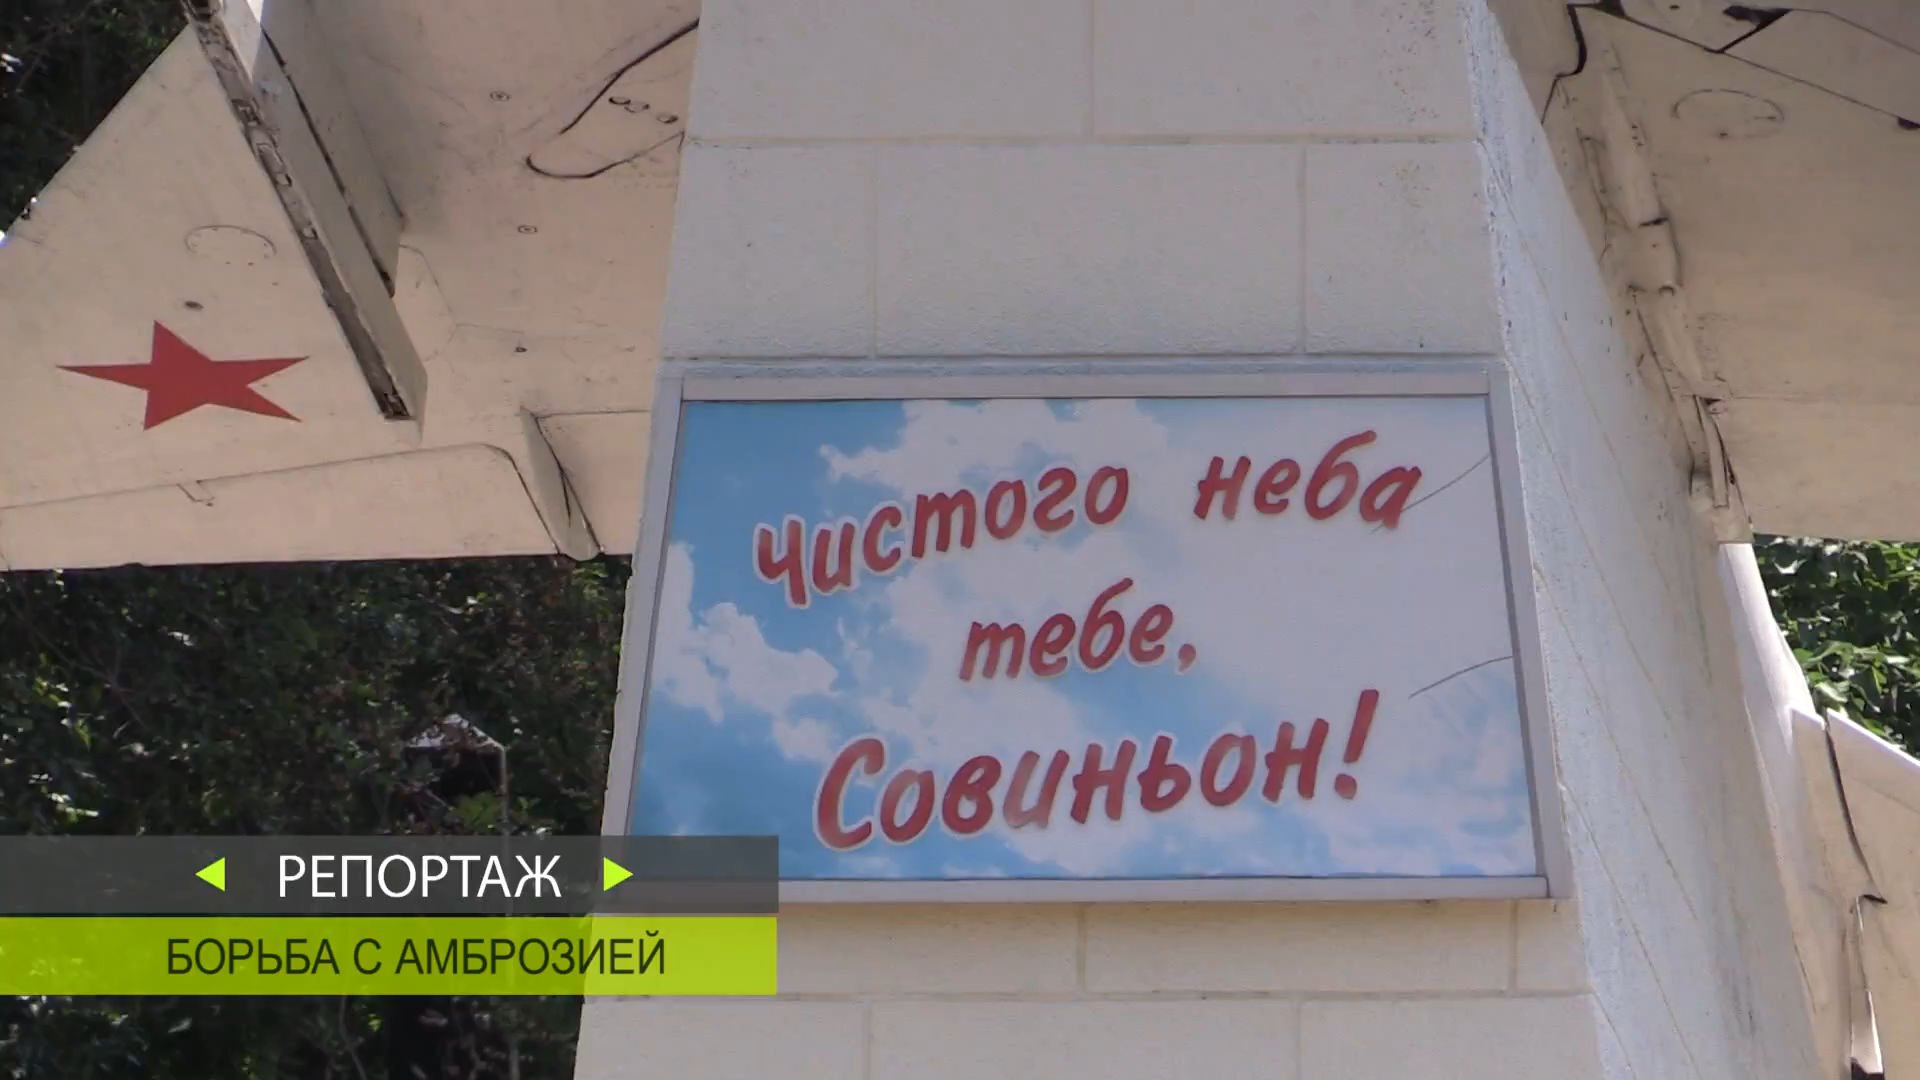 Чистого неба
тебе,
Совиньон!
РЕПОРТАЖ
БОРЬБА С АМБРОЗИЕЙ